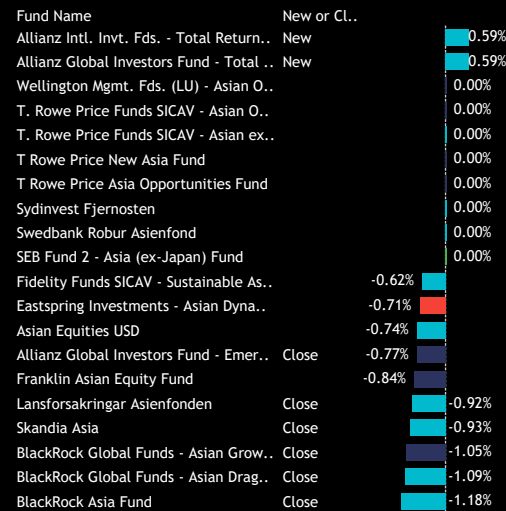 Fund Name New or Cl..
Allianz Intl. Invt. Fds. - Total Return.. New 0.59%
Allianz Global Investors Fund - Total .. New 0.59%
Wellington Mgmt. Fds. (LU) - Asian O.. 0.00%
T. Rowe Price Funds SICAV - Asian O.. 0.00%
T. Rowe Price Funds SICAV - Asian ex.. 0.00%
T Rowe Price New Asia Fund 0.00%
T Rowe Price Asia Opportunities Fund 0.00%
Sydinvest Fjernosten 0.00%
Swedbank Robur Asienfond 0.00%
SEB Fund 2 - Asia (ex-Japan) Fund 0.00%
Fidelity Funds SICAV - Sustainable As.. -0.62%
Eastspring Investments - Asian Dyna.. -0.71%
Asian Equities USD -0.74%
Allianz Global Investors Fund - Emer.. Close -0.77%
Franklin Asian Equity Fund -0.84%
Lansforsakringar Asienfonden Close -0.92%
Skandia Asia Close -0.93%
BlackRock Global Funds - Asian Grow.. Close -1.05%
BlackRock Global Funds - Asian Drag.. Close -1.09%
BlackRock Asia Fund Close -1.18%